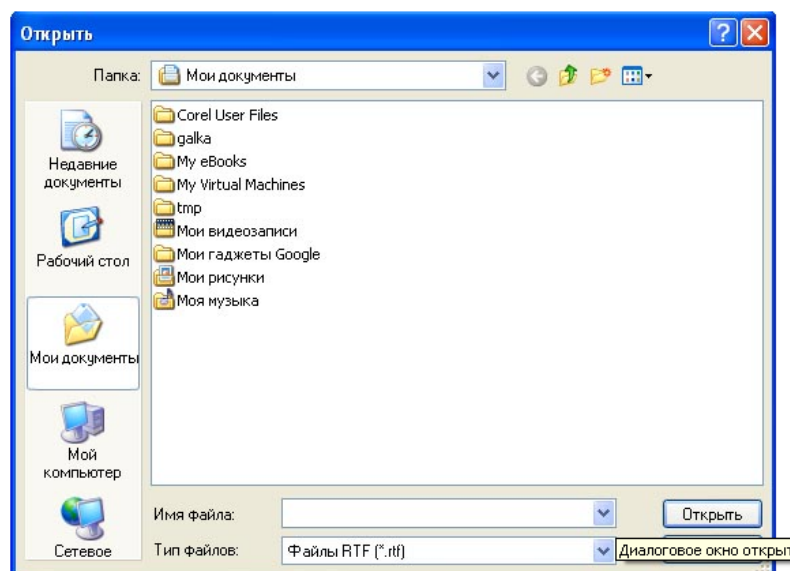 Открыть
Папка: Мои документы
Недавние
документы
Рабочий стол
Мои документы
Мой
компьютер
Сетевое
Corel User Files
galka
My eBooks
My Virtual Machines
tmp
Мои видеозаписи
Мои гаджеты Google
Мои рисунки
Моя музыка
Имя файла:
Открыть
Тип файлов: Файлы RTF (*.rtf)
Диалоговое окно открыт